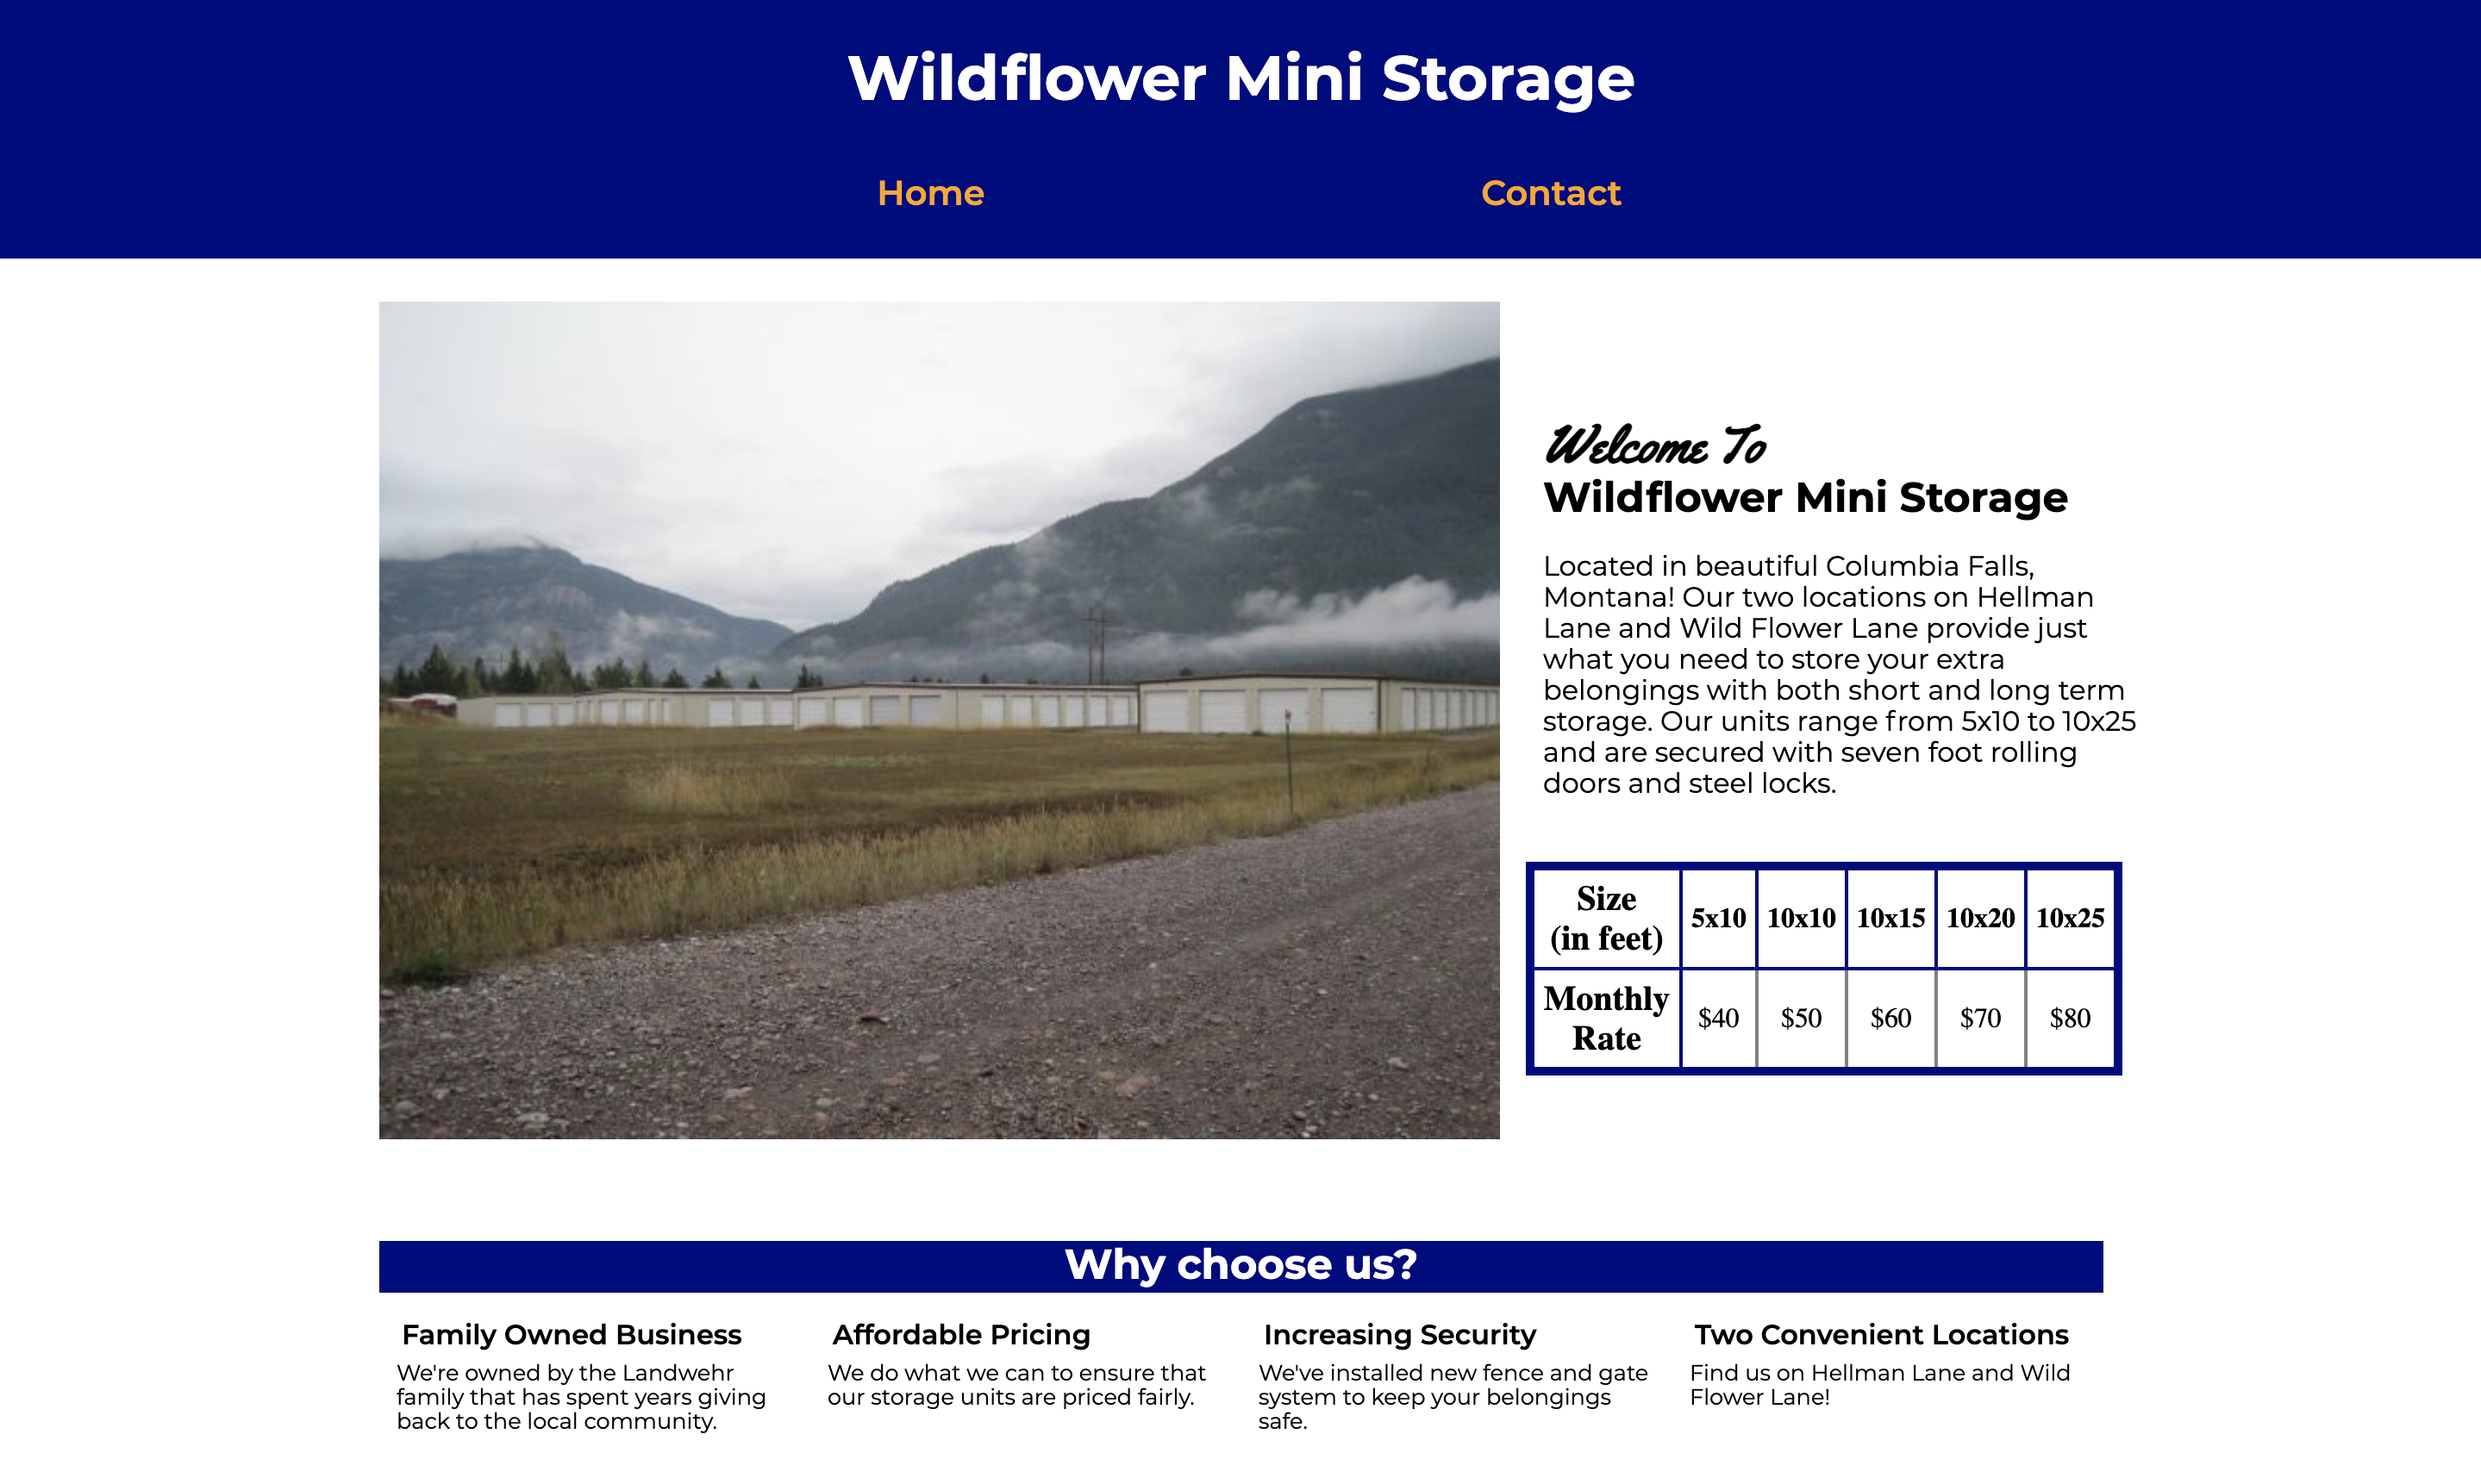 Wildflower Mini Storage
Home Contact
Welcome To
Wildflower Mini Storage
Located in beautiful Columbia Falls,
Montana! Our two locations on Hellman
Lane and Wild Flower Lane provide just
what you need to store your extra
belongings with both short and long term
storage. Our units range from 5x10 to 10x25
and are secured with seven foot rolling
doors and steel locks.
Size
(in feet) 5x10 10x10 10x15 10x20 10x25
Monthly
Rate $40 $50 $60 $70 $80
Why choose us?
Family Owned Business
We're owned by the Landwehr
family that has spent years giving
back to the local community.
Affordable Pricing
We do what we can to ensure that
our storage units are priced fairly.
Increasing Security
We've installed new fence and gate
system to keep your belongings
safe.
Two Convenient Locations
Find us on Hellman Lane and Wild
Flower Lane!